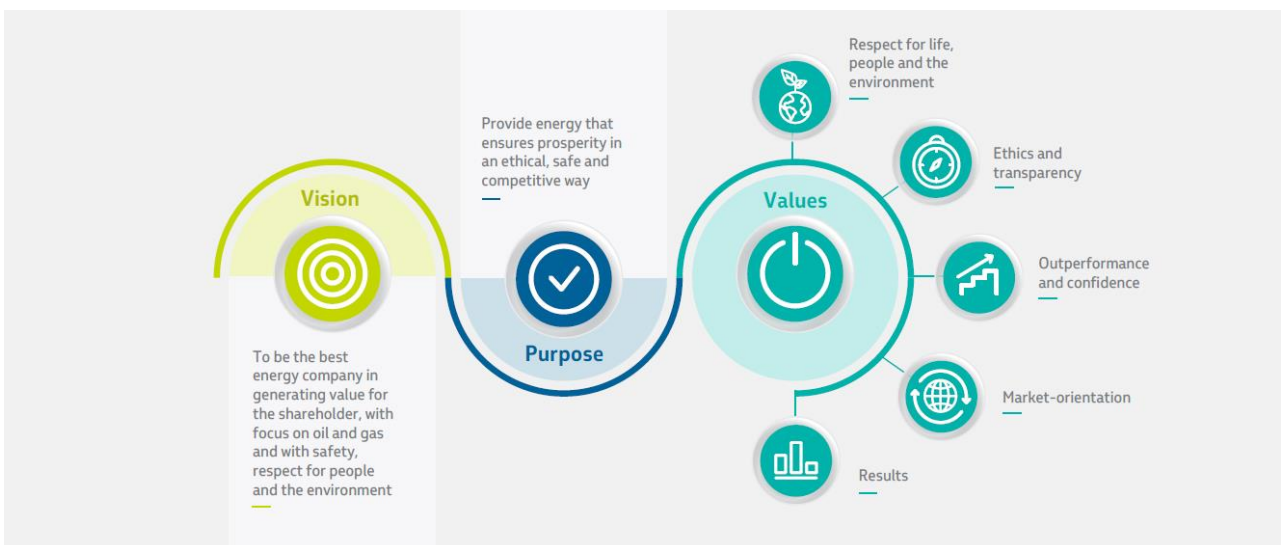 Vision
To be the best
energy company in
generating value for
the shareholder, with
focus on oil and gas
and with safety,
respect for people
and the environment
Provide energy that
ensures prosperity in
an ethical, safe and
competitive way
Purpose
Values
Respect for life,
people and the
environment
Ethics and
transparency
Outperformance
and confidence
Market-orientation
Results